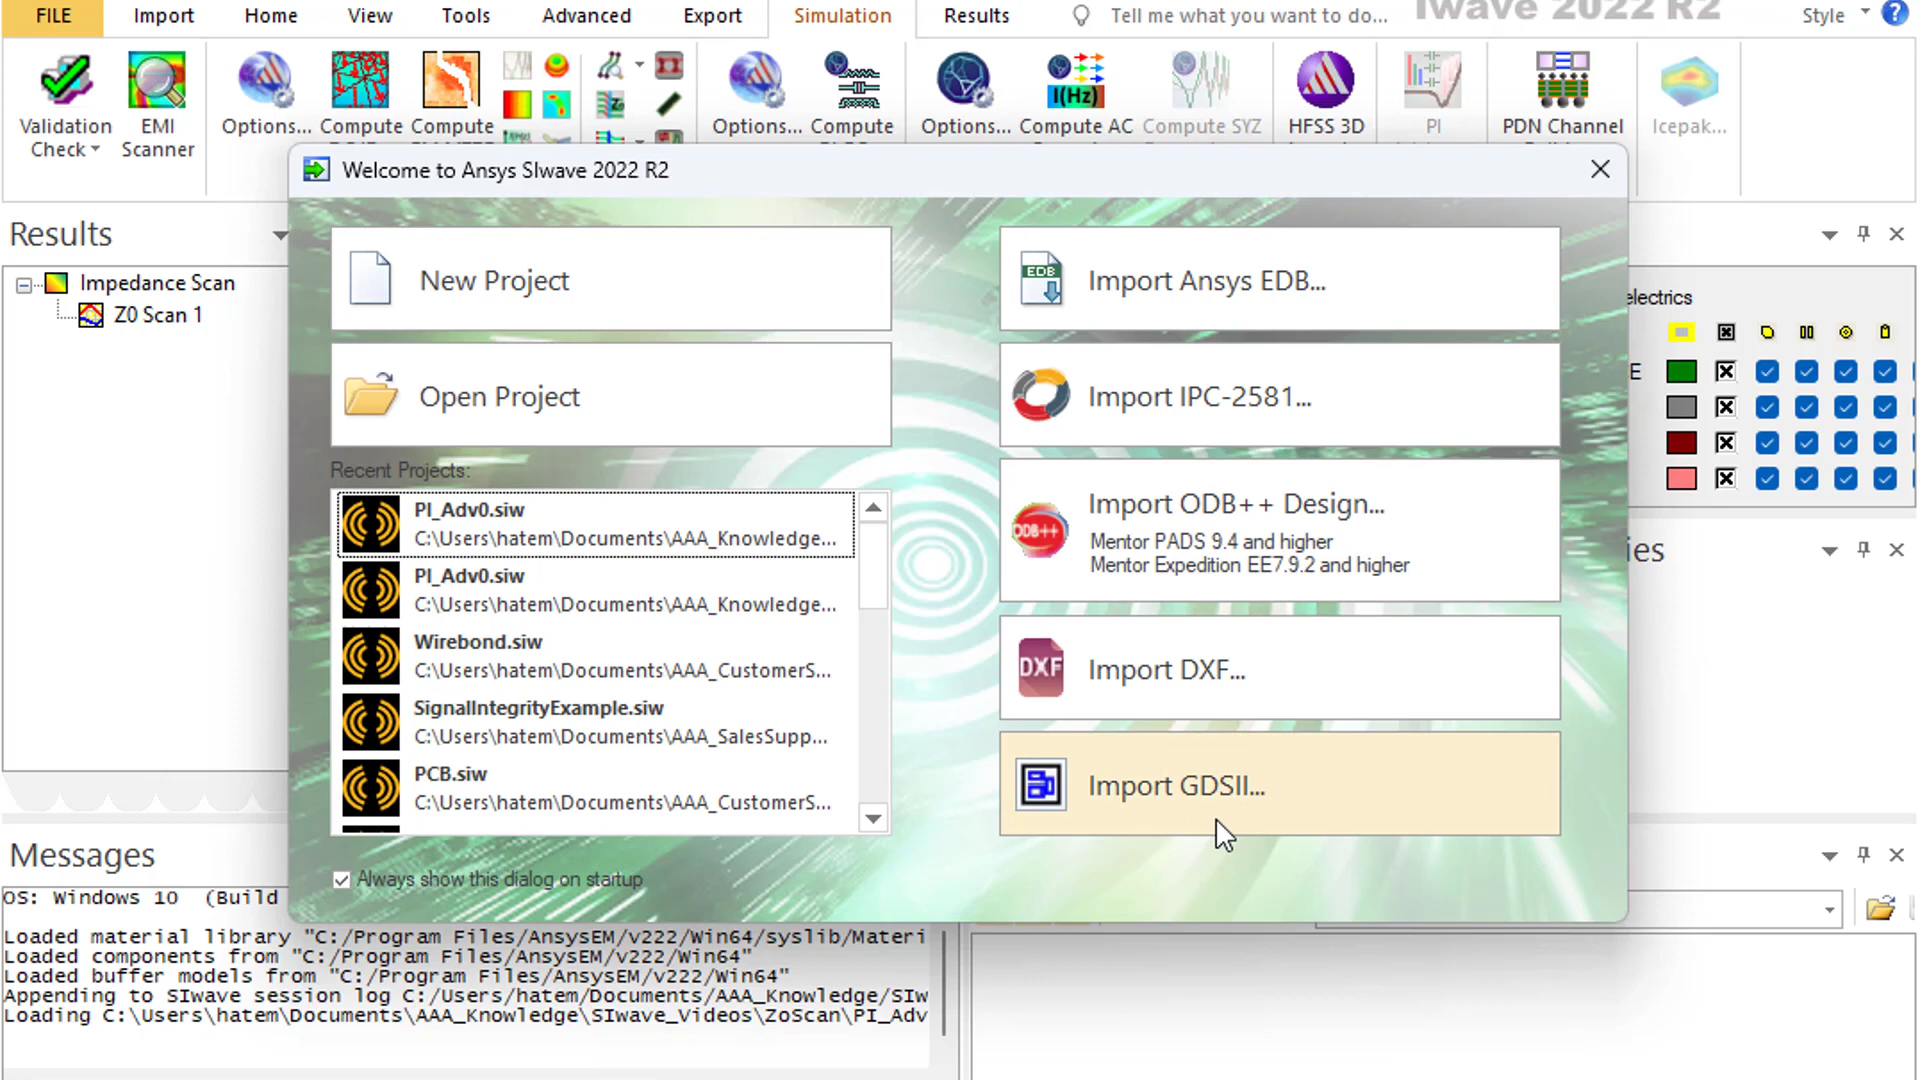 FILE Import Home View Tools Advanced Export Simulation Results Tell me what you want to do... Iwave 2022 R2 Style
Validation Check
EMI Scanner
Options...
Compute
Compute
Options...
Compute
Options...
Compute AC
Compute SYZ
HFSS 3D
PI
PDN Channel
Icepak...
Results
Impedance Scan
Z0 Scan 1
Welcome to Ansys SIwave 2022 R2
New Project
Open Project
Recent Projects:
PI_Adv0.siw
C:\Users\hatem\Documents\AAA_Knowledge...
PI_Adv0.siw
C:\Users\hatem\Documents\AAA_Knowledge...
Wirebond.siw
C:\Users\hatem\Documents\AAA_CustomerS...
SignalIntegrityExample.siw
C:\Users\hatem\Documents\AAA_SalesSupp...
PCB.siw
C:\Users\hatem\Documents\AAA_CustomerS...
Always show this dialog on startup
EDB
Import Ansys EDB...
Import IPC-2581...
ODB++
Import ODB++ Design...
Mentor PADS 9.4 and higher
Mentor Expedition EE7.9.2 and higher
DXF
Import DXF...
Import GDSII...
electrics
E
ies
Messages
OS: Windows 10 (Build
Loaded material library "C:/Program Files/AnsysEM/v222/Win64/syslib/Materi
Loaded components from "C:/Program Files/AnsysEM/v222/Win64"
Loaded buffer models from "C:/Program Files/AnsysEM/v222/Win64"
Appending to SIwave session log C:/Users/hatem/Documents/AAA_Knowledge/SIw
Loading C:\Users\hatem\Documents\AAA_Knowledge\SIwave_Videos\ZoScan\PI_Adv